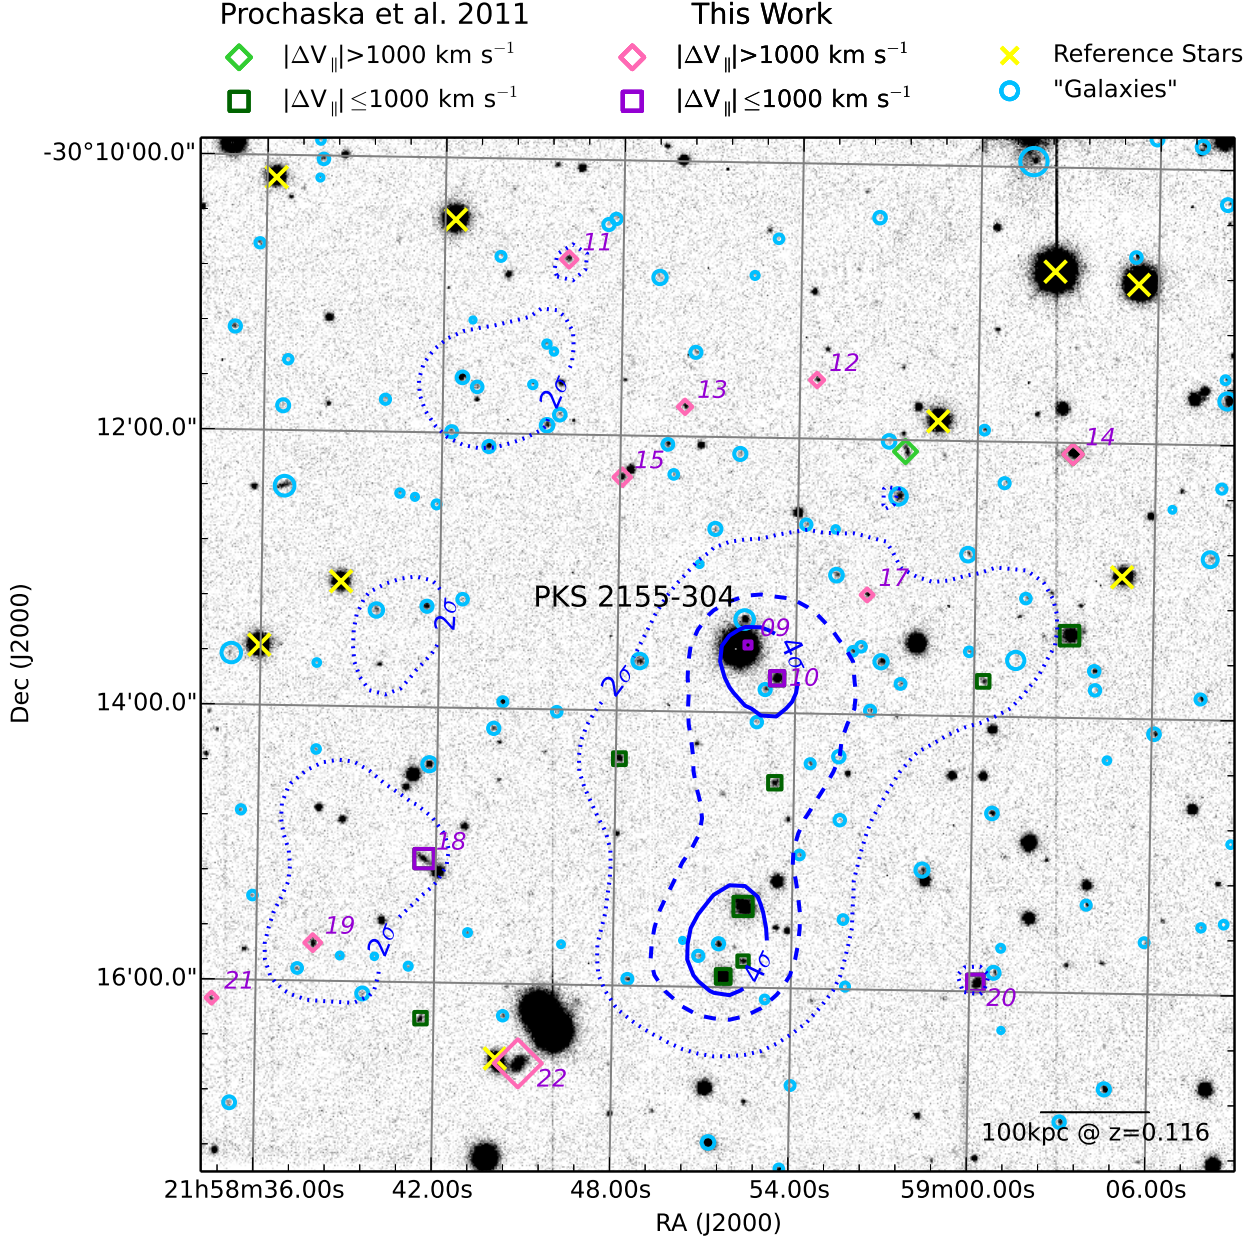 Prochaska et al. 2011 This Work
|ΔV∥|>1000 km s⁻¹ |ΔV∥|>1000 km s⁻¹ Reference Stars
|ΔV∥|≤1000 km s⁻¹ |ΔV∥|≤1000 km s⁻¹ "Galaxies"
-30°10'00.0"
11
12
2σ
13
12'00.0"
14
15
17
PKS 2155-304
2σ
09
4σ
2σ
10
14'00.0"
18
19
2σ
4σ
16'00.0"
21
20
22
100kpc @ z=0.116
21h58m36.00s 42.00s 48.00s 54.00s 59m00.00s 06.00s
RA (J2000)
Dec (J2000)